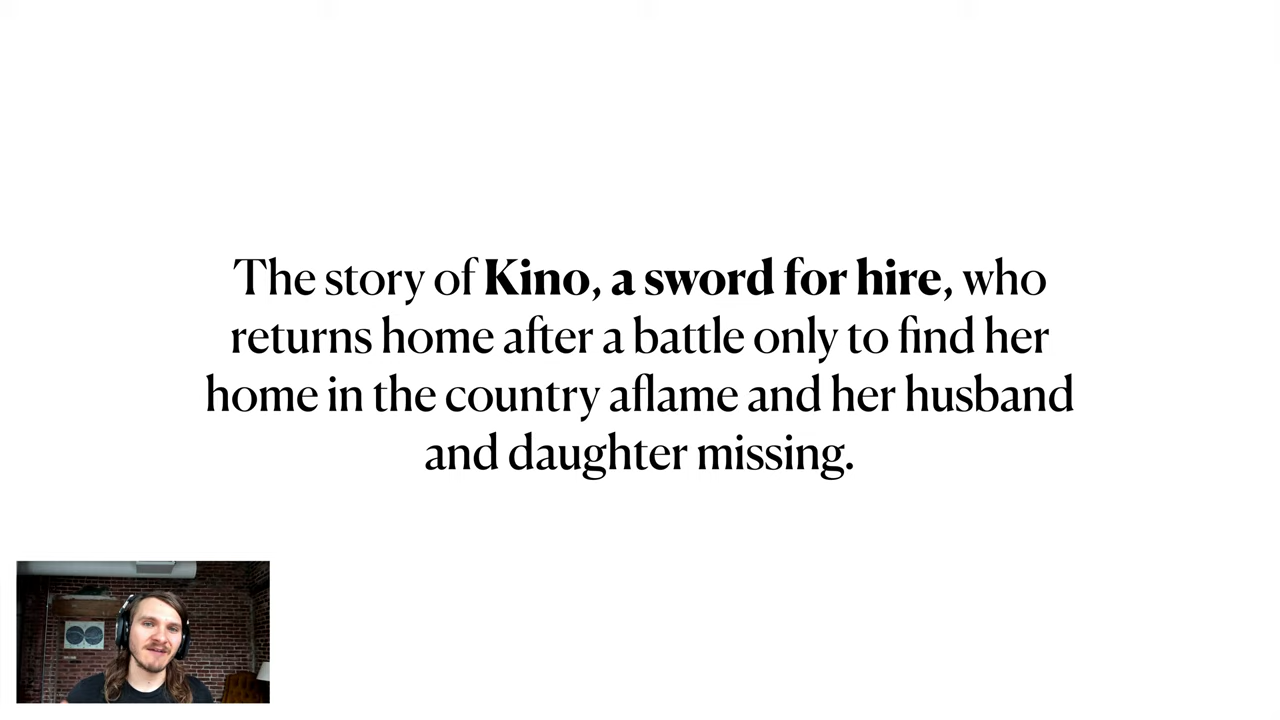 The story of Kino, a sword for hire, who
returns home after a battle only to find her
home in the country aflame and her husband
and daughter missing.